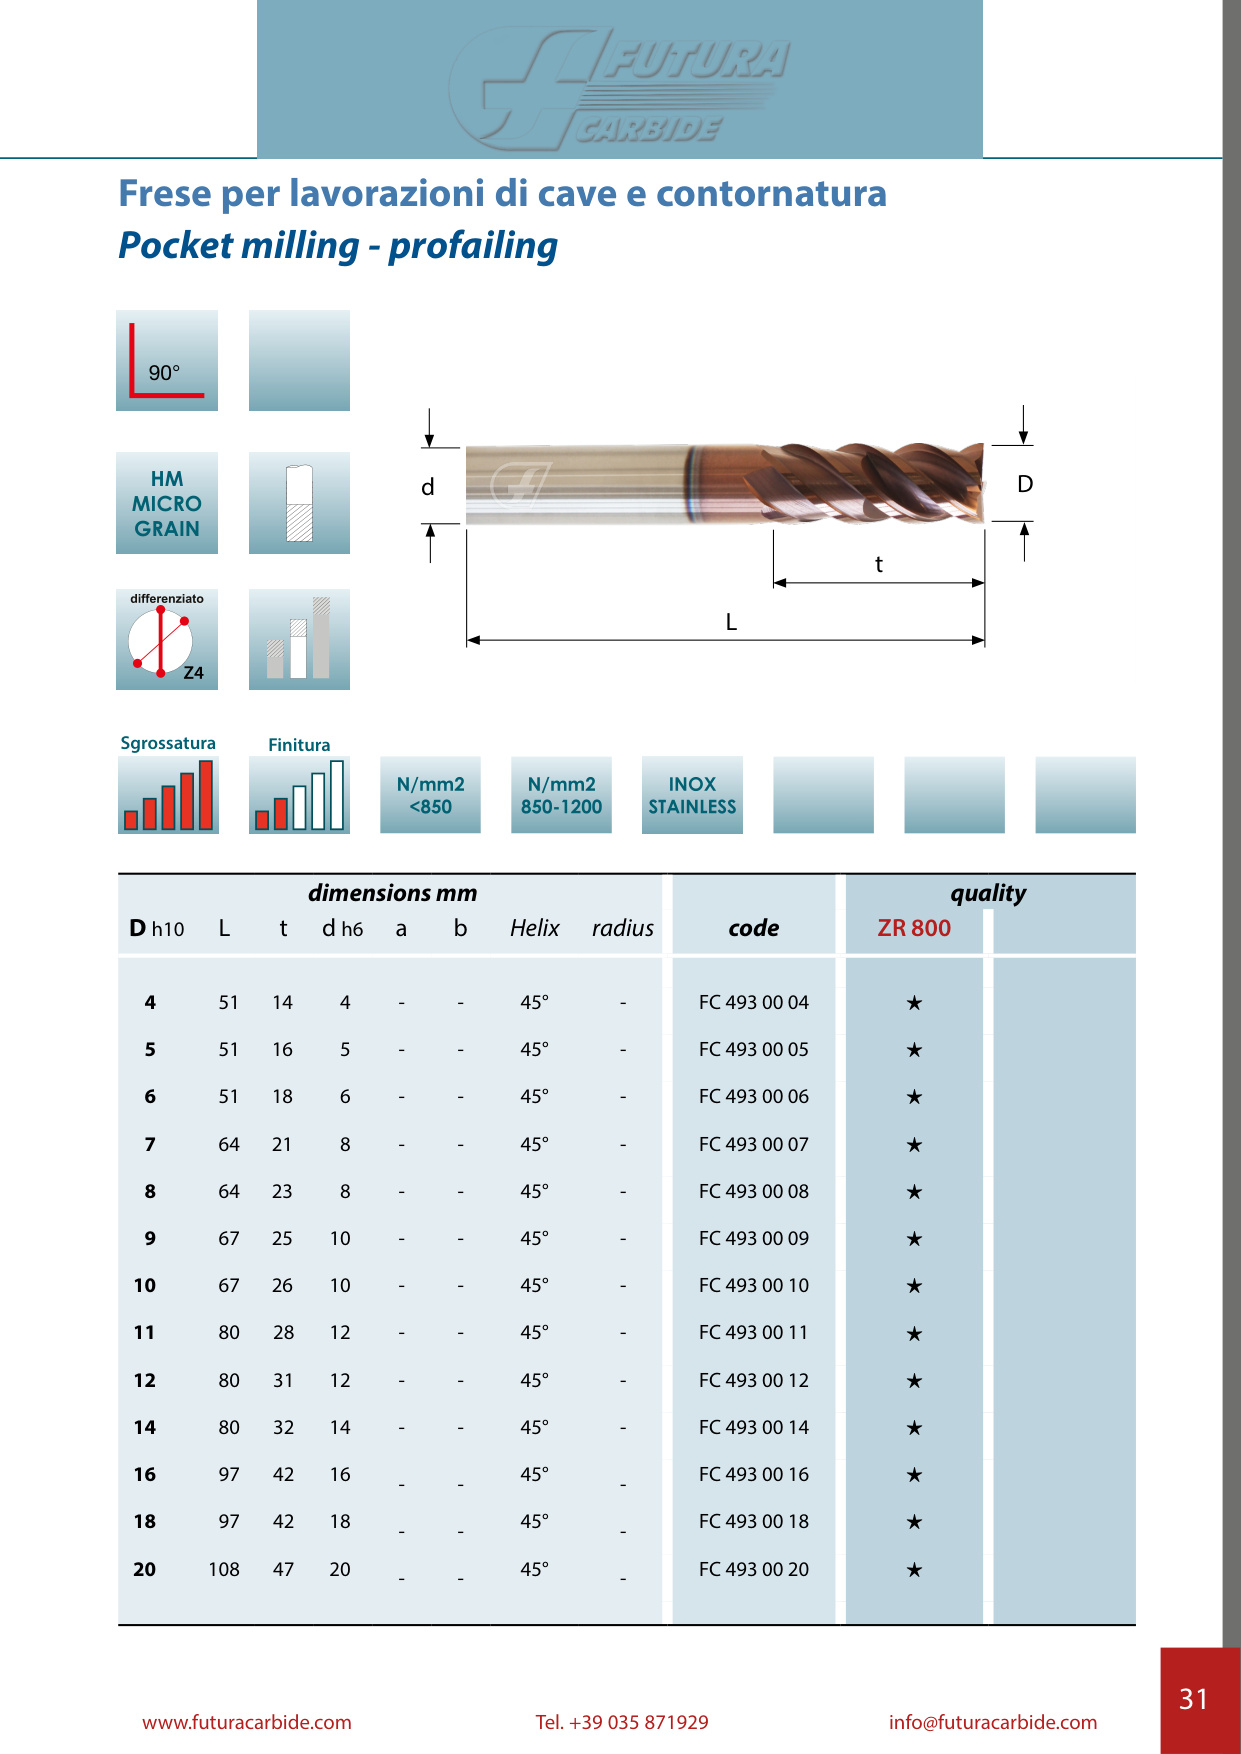 FUTURA
CARBIDE
Frese per lavorazioni di cave e contornatura
Pocket milling - profailing
90°
HM
MICRO
GRAIN
differenziato
Z4
d
D
t
L
Sgrossatura
Finitura
N/mm2
<850
N/mm2
850-1200
INOX
STAINLESS
dimensions mm quality
D h10 L t d h6 a b Helix radius code ZR 800
4 51 14 4 - - 45° - FC 493 00 04 ★
5 51 16 5 - - 45° - FC 493 00 05 ★
6 51 18 6 - - 45° - FC 493 00 06 ★
7 64 21 8 - - 45° - FC 493 00 07 ★
8 64 23 8 - - 45° - FC 493 00 08 ★
9 67 25 10 - - 45° - FC 493 00 09 ★
10 67 26 10 - - 45° - FC 493 00 10 ★
11 80 28 12 - - 45° - FC 493 00 11 ★
12 80 31 12 - - 45° - FC 493 00 12 ★
14 80 32 14 - - 45° - FC 493 00 14 ★
16 97 42 16 - - 45° - FC 493 00 16 ★
18 97 42 18 - - 45° - FC 493 00 18 ★
20 108 47 20 - - 45° - FC 493 00 20 ★
31
www.futuracarbide.com Tel. +39 035 871929 info@futuracarbide.com